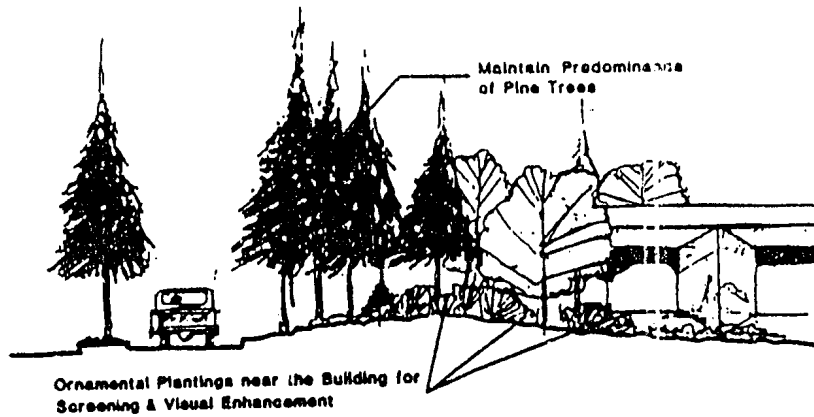 Maintain Predominance
of Pine Trees
Ornamental Plantings near the Building for
Screening & Visual Enhancement